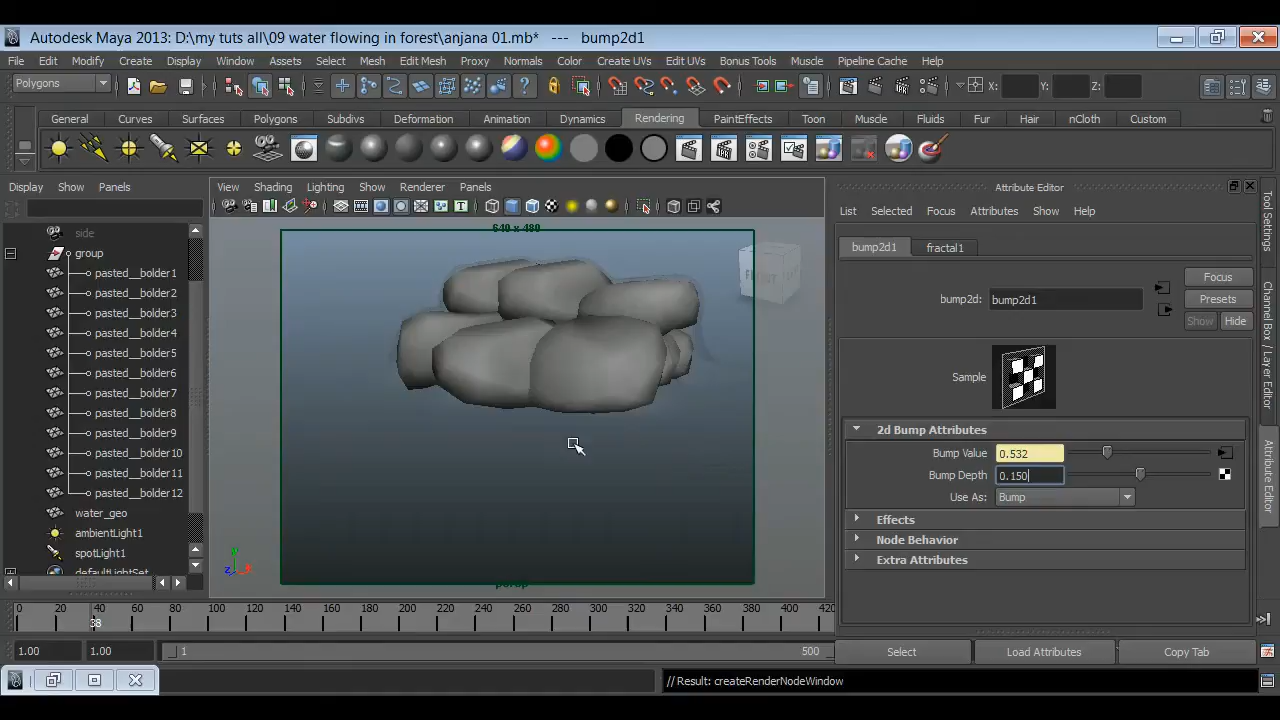 Autodesk Maya 2013: D:\my tuts all\09 water flowing in forest\anjana 01.mb* --- bump2d1
File Edit Modify Create Display Window Assets Select Mesh Edit Mesh Proxy Normals Color Create UVs Edit UVs Bonus Tools Muscle Pipeline Cache Help
Polygons X: Y: Z:
General Curves Surfaces Polygons Subdivs Deformation Animation Dynamics Rendering PaintEffects Toon Muscle Fluids Fur Hair nCloth Custom
Display Show Panels
View Shading Lighting Show Renderer Panels
Attribute Editor
List Selected Focus Attributes Show Help
side
group
pasted__bolder1
pasted__bolder2
pasted__bolder3
pasted__bolder4
pasted__bolder5
pasted__bolder6
pasted__bolder7
pasted__bolder8
pasted__bolder9
pasted__bolder10
pasted__bolder11
pasted__bolder12
water_geo
ambientLight1
spotLight1
defaultLightSet
640 x 480
FRONT
persp
y
z
bump2d1 fractal1
bump2d: bump2d1
Focus
Presets
Show Hide
Sample
2d Bump Attributes
Bump Value 0.532
Bump Depth 0.150
Use As: Bump
Effects
Node Behavior
Extra Attributes
Select Load Attributes Copy Tab
Tool Settings
Channel Box / Layer Editor
Attribute Editor
0 20 40 60 80 100 120 140 160 180 200 220 240 260 280 300 320 340 360 380 400 420
38
1.00 1.00 1 500
// Result: createRenderNodeWindow